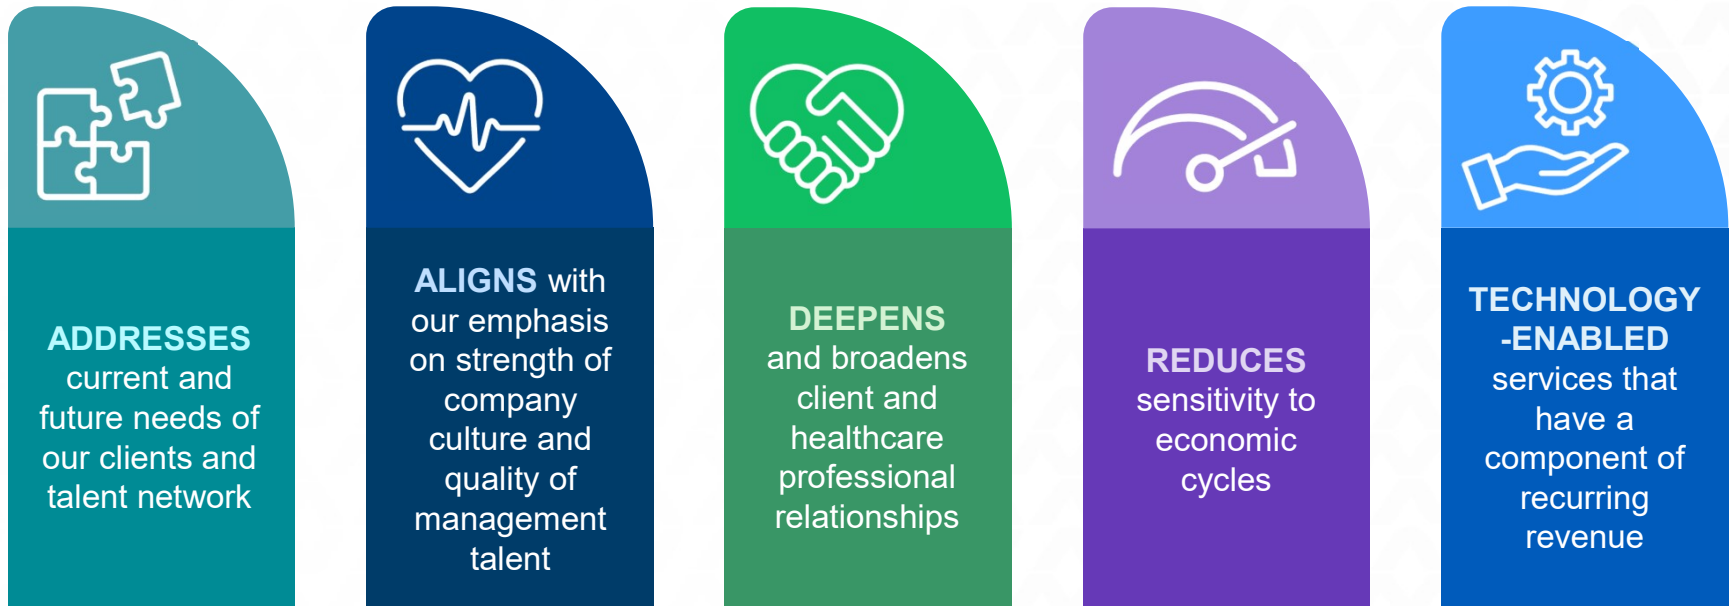 ADDRESSES
current and
future needs of
our clients and
talent network
ALIGNS with
our emphasis
on strength of
company
culture and
quality of
management
talent
DEEPENS
and broadens
client and
healthcare
professional
relationships
REDUCES
sensitivity to
economic
cycles
TECHNOLOGY
-ENABLED
services that
have a
component of
recurring
revenue